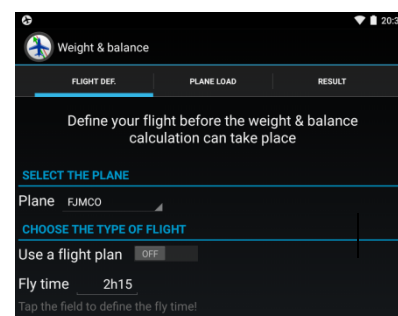 20:3
Weight & balance
FLIGHT DEF. PLANE LOAD RESULT
Define your flight before the weight & balance
calculation can take place
SELECT THE PLANE
Plane FJMCO
CHOOSE THE TYPE OF FLIGHT
Use a flight plan OFF
Fly time 2h15
Tap the field to define the fly time!